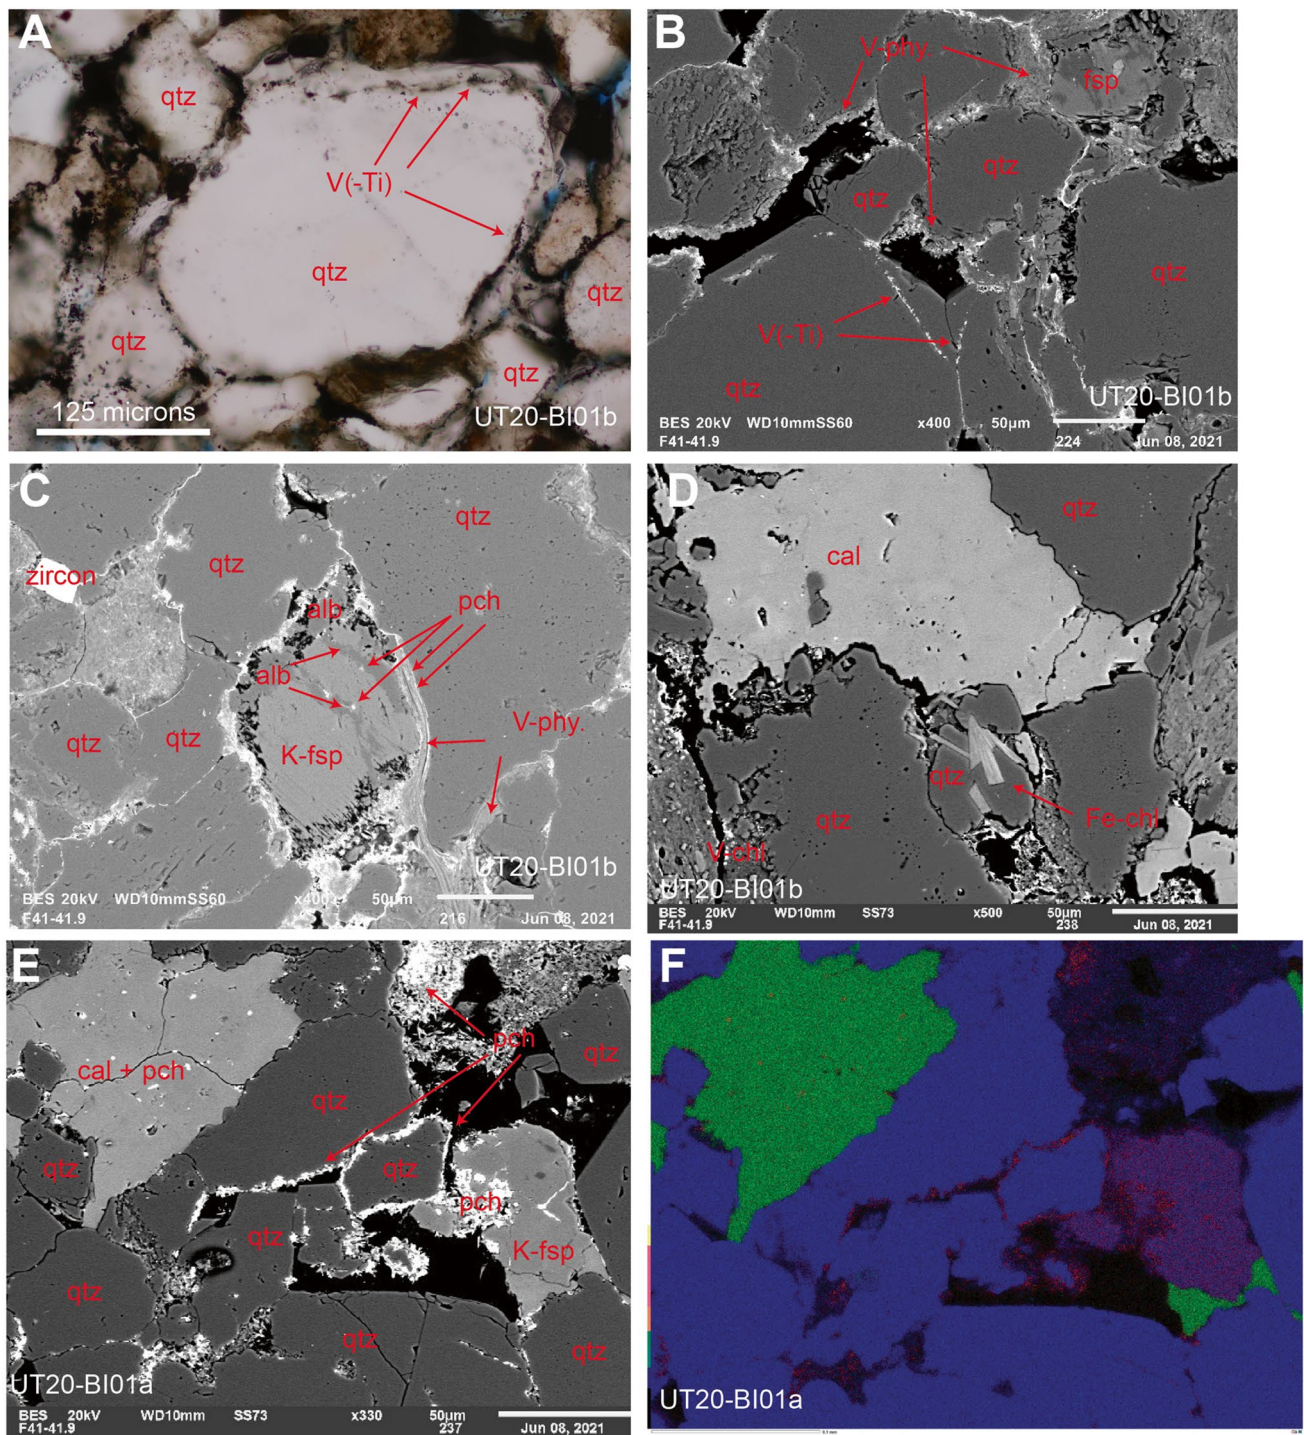 A
qtz
V(-Ti)
qtz
qtz
qtz
qtz
125 microns
UT20-BI01b
B
V-phy.
fsp
qtz
qtz
qtz
V(-Ti)
qtz
UT20-BI01b
BES 20kV WD10mmSS60 x400 50μm
F41-41.9 224 Jun 08, 2021
C
qtz
qtz
zircon
alb
pch
alb
V-phy.
qtz
qtz
K-fsp
UT20-BI01b
BES 20kV WD10mmSS60 x400 50μm
F41-41.9 216 Jun 08, 2021
D
qtz
cal
qtz
qtz
Fe-chl
V-chl
UT20-BI01b
BES 20kV WD10mm SS73 x500 50μm
F41-41.9 238 Jun 08, 2021
E
pch
qtz
cal + pch
qtz
qtz
qtz
pch
qtz
K-fsp
qtz
qtz
qtz
UT20-BI01a
BES 20kV WD10mm SS73 x330 50μm
F41-41.9 237 Jun 08, 2021
F
UT20-BI01a